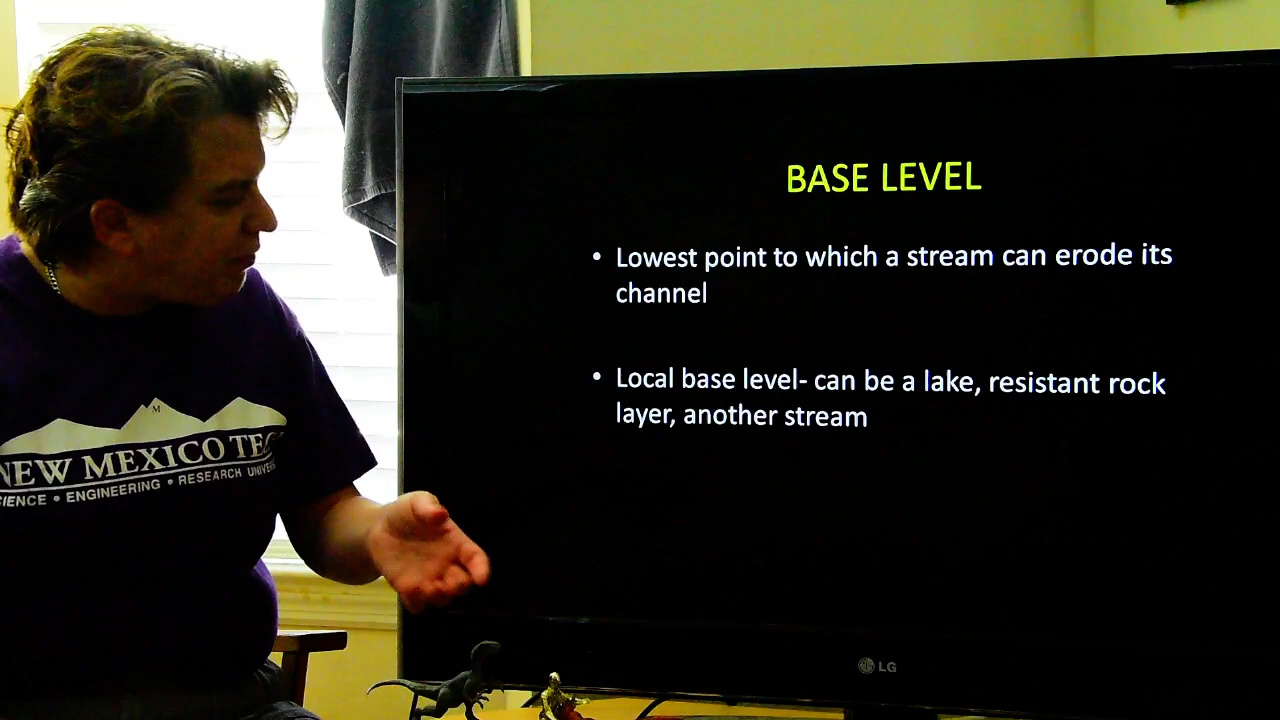 BASE LEVEL
• Lowest point to which a stream can erode its
channel
• Local base level- can be a lake, resistant rock
layer, another stream
M
NEW MEXICO TEC
SCIENCE • ENGINEERING • RESEARCH UNIVE
LG